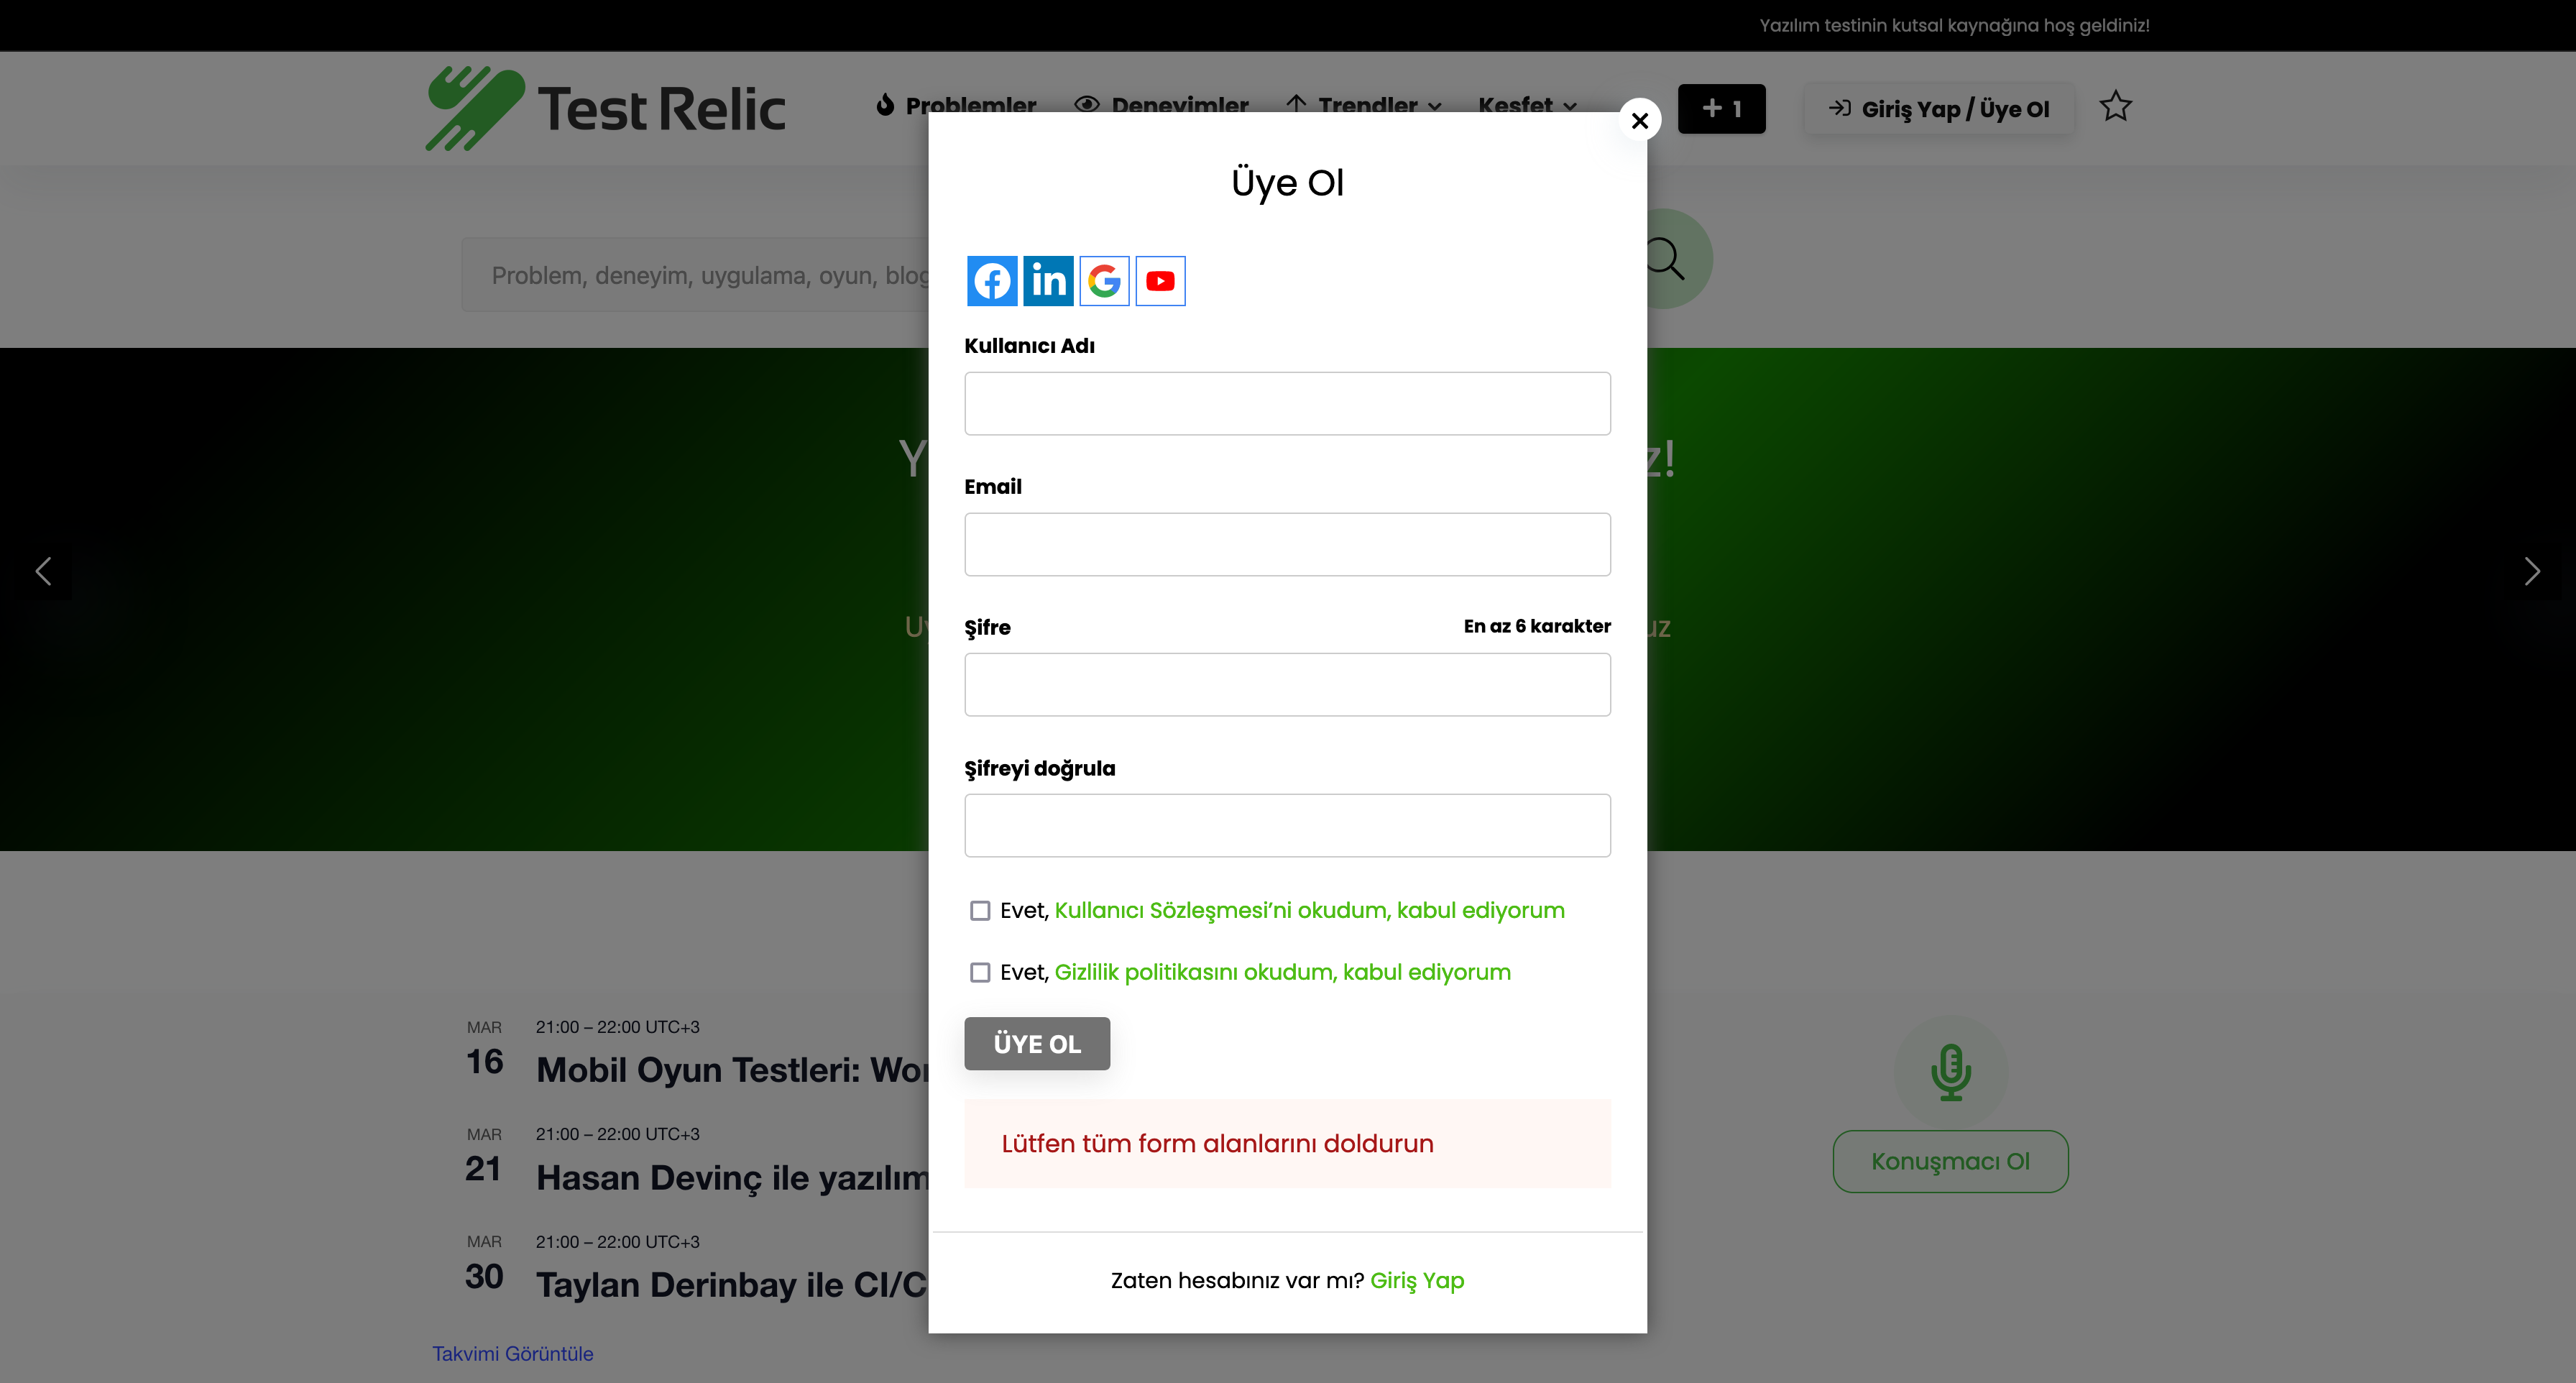 Yazılım testinin kutsal kaynağına hoş geldiniz!
Test Relic
Problemler
Deneyimler
Trendler
Keşfet
+ 1
Giriş Yap / Üye Ol
Üye Ol
Problem, deneyim, uygulama, oyun, blog
Kullanıcı Adı
Email
Şifre
En az 6 karakter
Şifreyi doğrula
Evet, Kullanıcı Sözleşmesi’ni okudum, kabul ediyorum
Evet, Gizlilik politikasını okudum, kabul ediyorum
ÜYE OL
Lütfen tüm form alanlarını doldurun
Zaten hesabınız var mı? Giriş Yap
MAR
16
21:00 – 22:00 UTC+3
Mobil Oyun Testleri:
MAR
21
21:00 – 22:00 UTC+3
Hasan Devinç ile yazılım
MAR
30
21:00 – 22:00 UTC+3
Taylan Derinbay ile CI/C
Takvimi Görüntüle
Konuşmacı Ol